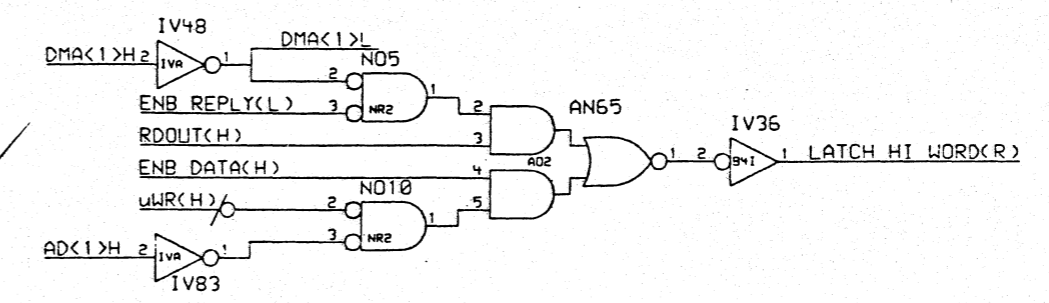 IV48
DMA<1>H 2 IVA 1
DMA<1>L
NO5
2
ENB REPLY(L) 3 NR2 1
RDOUT(H)
2
3
AN65
AO2
ENB DATA(H) 4
5
IV36
1 2 B4I 1 LATCH HI WORD(R)
uWR(H)
NO10
2
3 NR2 1
AD<1>H 2 IVA 1
IV83